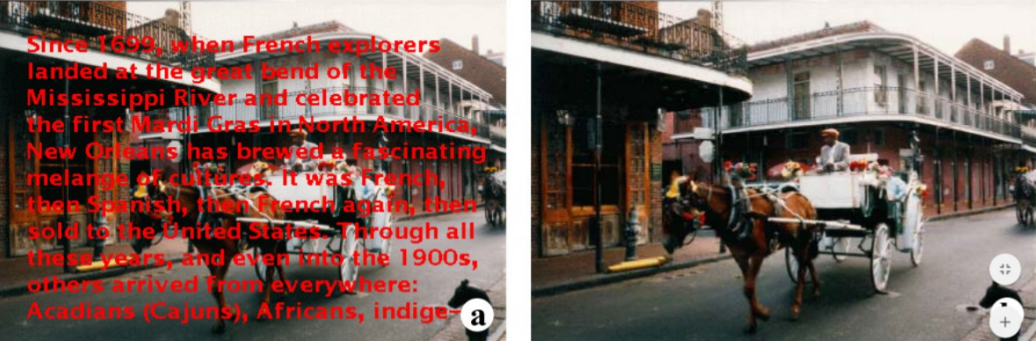 Since 1699, when French explorers
landed at the great bend of the
Mississippi River and celebrated
the first Mardi Gras in North America,
New Orleans has brewed a fascinating
melange of cultures. It was French,
then Spanish, then French again, then
sold to the United States. Through all
these years, and even into the 1900s,
others arrived from everywhere:
Acadians (Cajuns), Africans, indige-
a